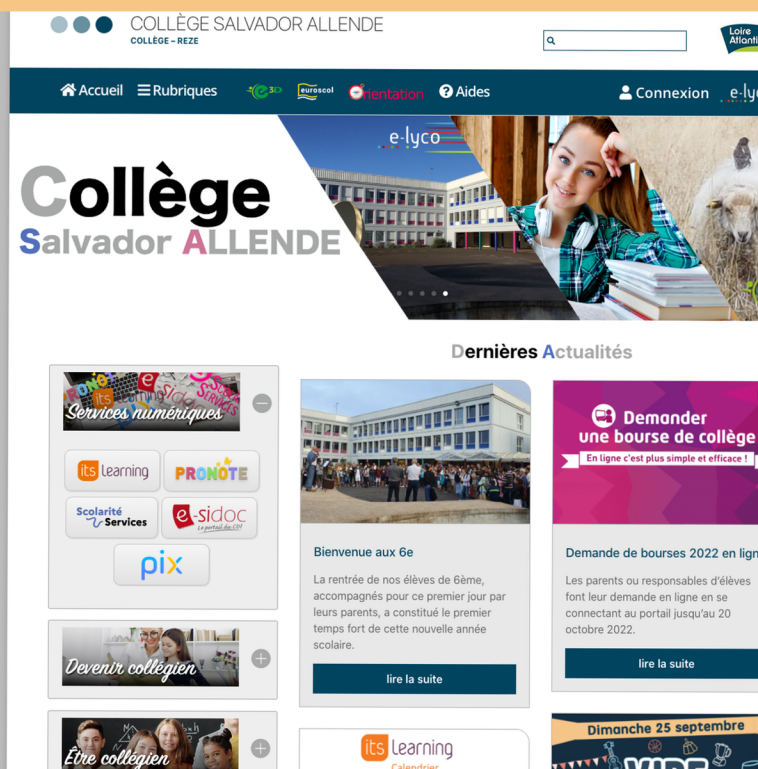 COLLÈGE SALVADOR ALLENDE
COLLÈGE – REZE
Loire
Accueil Rubriques 3D euroscol Orientation Aides Connexion
e-lyco
Collège
Salvador ALLENDE
Dernières Actualités
Services numériques
its Learning PRONOTE
Scolarité
Services
e-sidoc
Le portail du CDI
pix
Devenir collégien
Être collégien
Bienvenue aux 6e
La rentrée de nos élèves de 6ème,
accompagnés pour ce premier jour par
leurs parents, a constitué le premier
temps fort de cette nouvelle année
scolaire.
lire la suite
its Learning
Calendrier
Demander
une bourse de collège
En ligne c'est plus simple et efficace !
Demande de bourses 2022 en lign
Les parents ou responsables d'élèves
font leur demande en ligne en se
connectant au portail jusqu'au 20
octobre 2022.
lire la suite
Dimanche 25 septembre